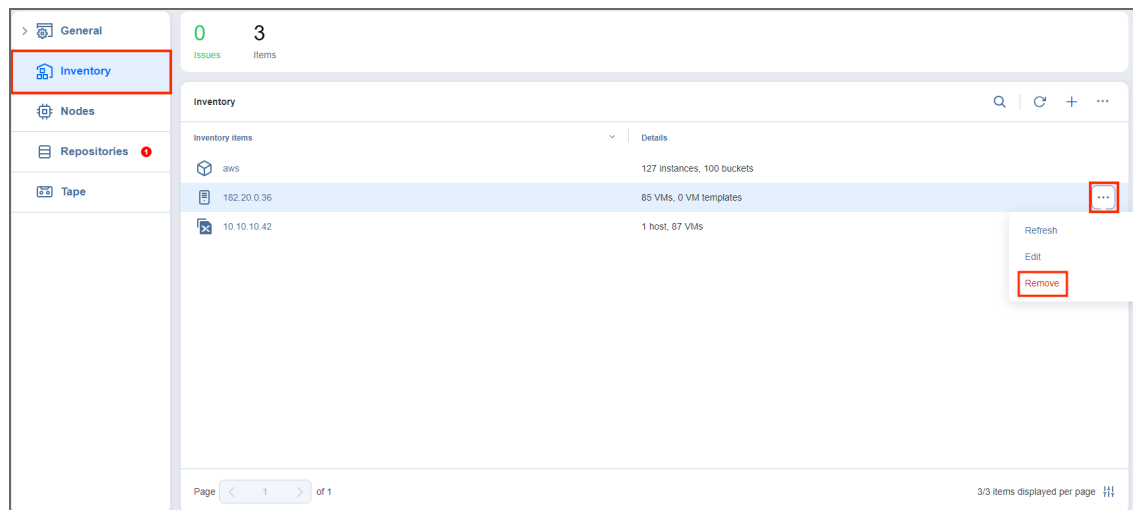 General
Inventory
Nodes
Repositories 1
Tape
0 3
Issues Items
Inventory
Inventory items Details
aws 127 instances, 100 buckets
182.20.0.36 85 VMs, 0 VM templates
10.10.10.42 1 host, 87 VMs
Refresh
Edit
Remove
Page 1 of 1 3/3 items displayed per page